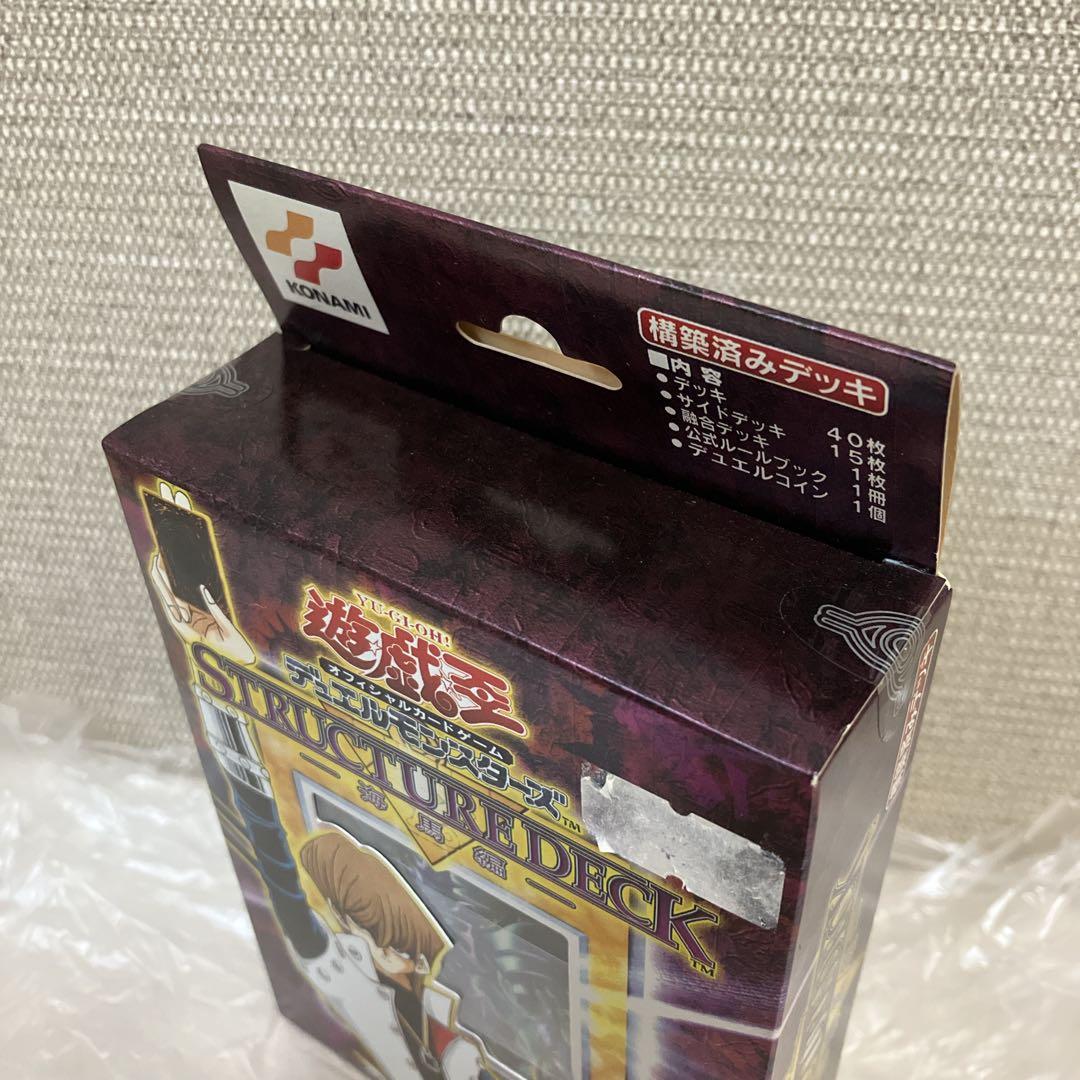 KONAMI
構築済みデッキ
■内容
●デッキ 40枚
●サイドデッキ 15枚
●融合デッキ 1枚
●公式ルールブック 1冊
●デュエルコイン 1個
YU-GI-OH!
遊戯王
オフィシャルカードゲーム
デュエルモンスターズ™
STRUCTURE DECK™
海馬編